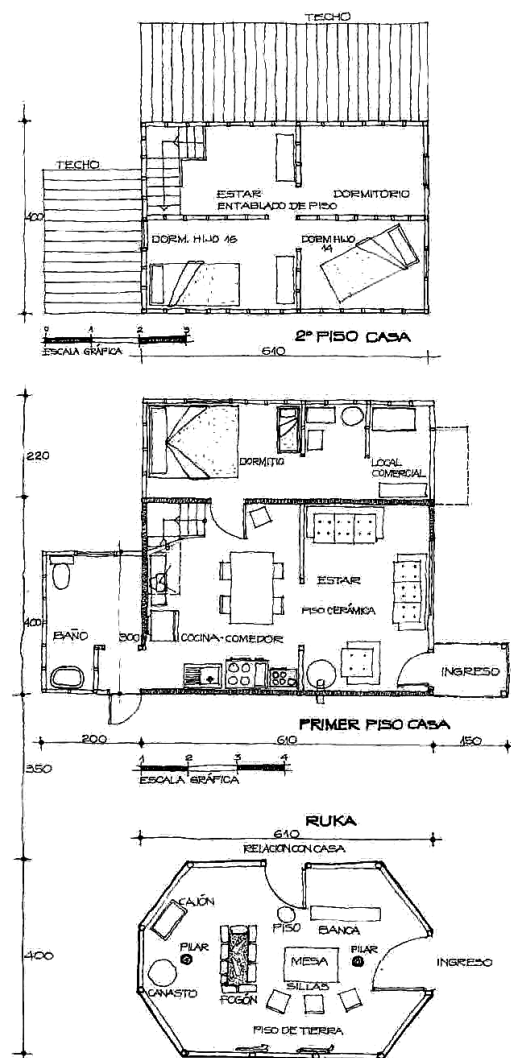 TECHO
TECHO
ESTAR
ENTABLADO DE PISO
DORMITORIO
400
DORM. HIJO 16
DORM HIJO
14
0 1 2 3
ESCALA GRÁFICA
2º PISO CASA
610
220
DORMITIO
LOCAL
COMERCIAL
ESTAR
PISO CERÁMICA
400
BAÑO
300
COCINA-COMEDOR
INGRESO
PRIMER PISO CASA
200
610
150
350
1 2 3 4
ESCALA GRÁFICA
RUKA
610
RELACION CON CASA
CAJÓN
PISO
BANCA
PILAR
MESA
PILAR
400
INGRESO
CANASTO
FOGÓN
SILLAS
PISO DE TIERRA